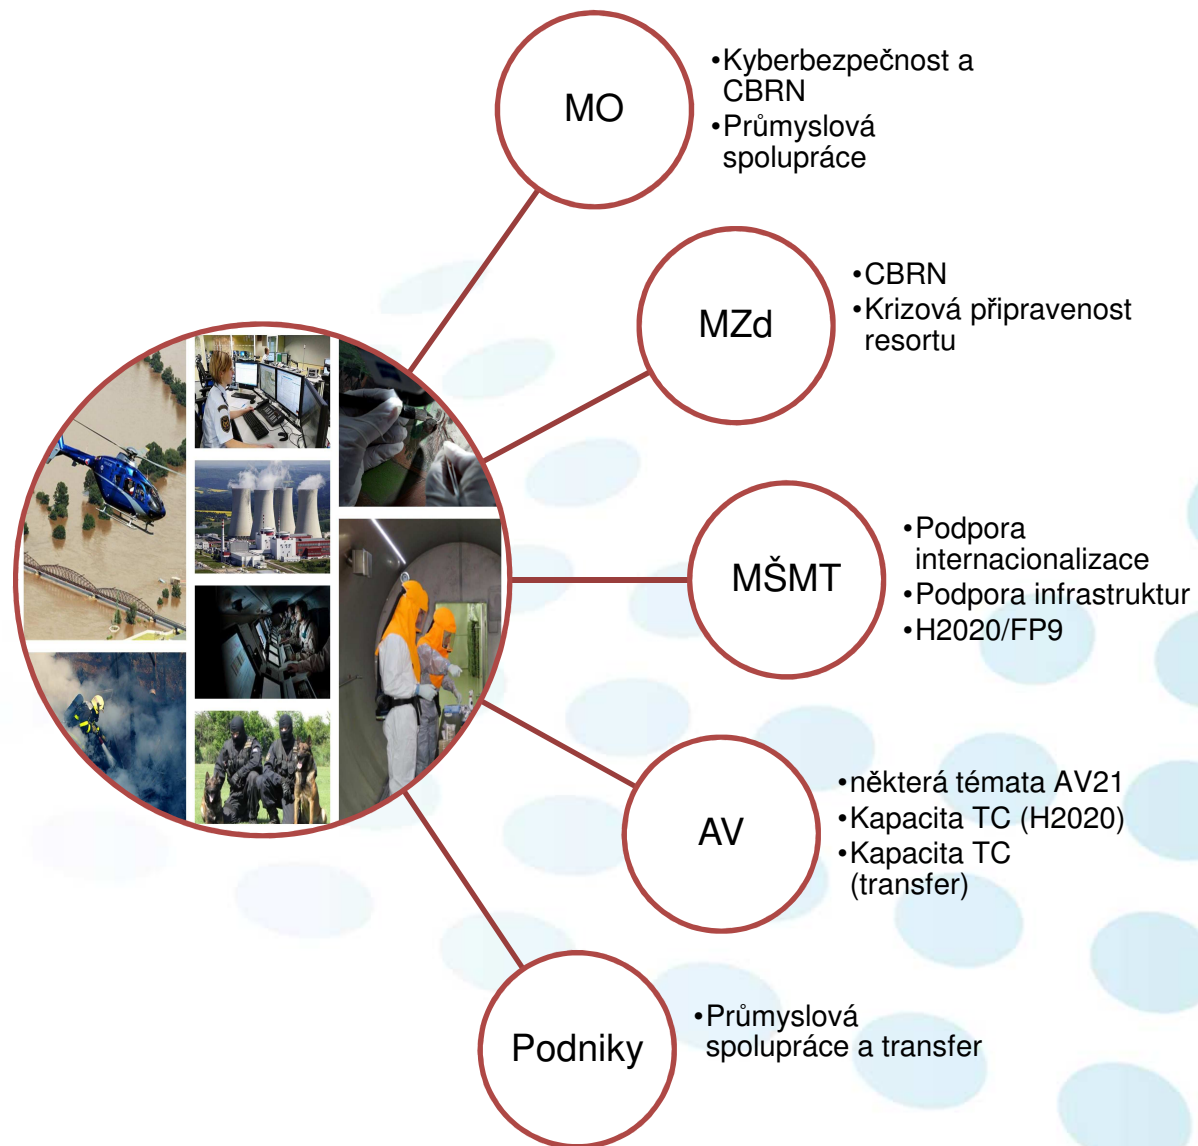 MO
•Kyberbezpečnost a
CBRN
•Průmyslová
spolupráce
MZd
•CBRN
•Krizová připravenost
resortu
MŠMT
•Podpora
internacionalizace
•Podpora infrastruktur
•H2020/FP9
AV
•některá témata AV21
•Kapacita TC (H2020)
•Kapacita TC
(transfer)
Podniky
•Průmyslová
spolupráce a transfer